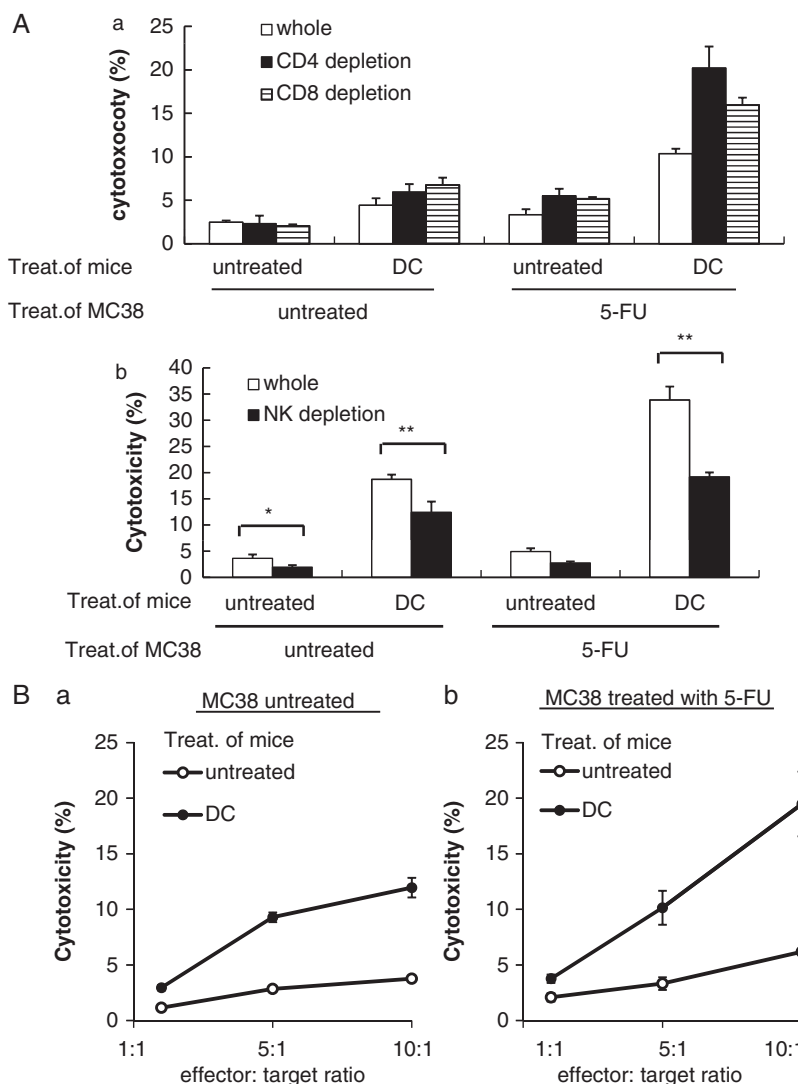 A
a
whole
CD4 depletion
CD8 depletion
cytotoxocoty (%)
25
20
15
10
5
0
Treat.of mice untreated DC untreated DC
Treat.of MC38 untreated 5-FU
b
whole
NK depletion
Cytotoxicity (%)
40
35
30
25
20
15
10
5
0
* ** **
Treat.of mice untreated DC untreated DC
Treat.of MC38 untreated 5-FU
B a MC38 untreated
Treat. of mice
untreated
DC
Cytotoxicity (%)
25
20
15
10
5
0
1:1 5:1 10:1
effector: target ratio
b MC38 treated with 5-FU
Treat. of mice
untreated
DC
Cytotoxicity (%)
25
20
15
10
5
0
1:1 5:1 10:1
effector: target ratio